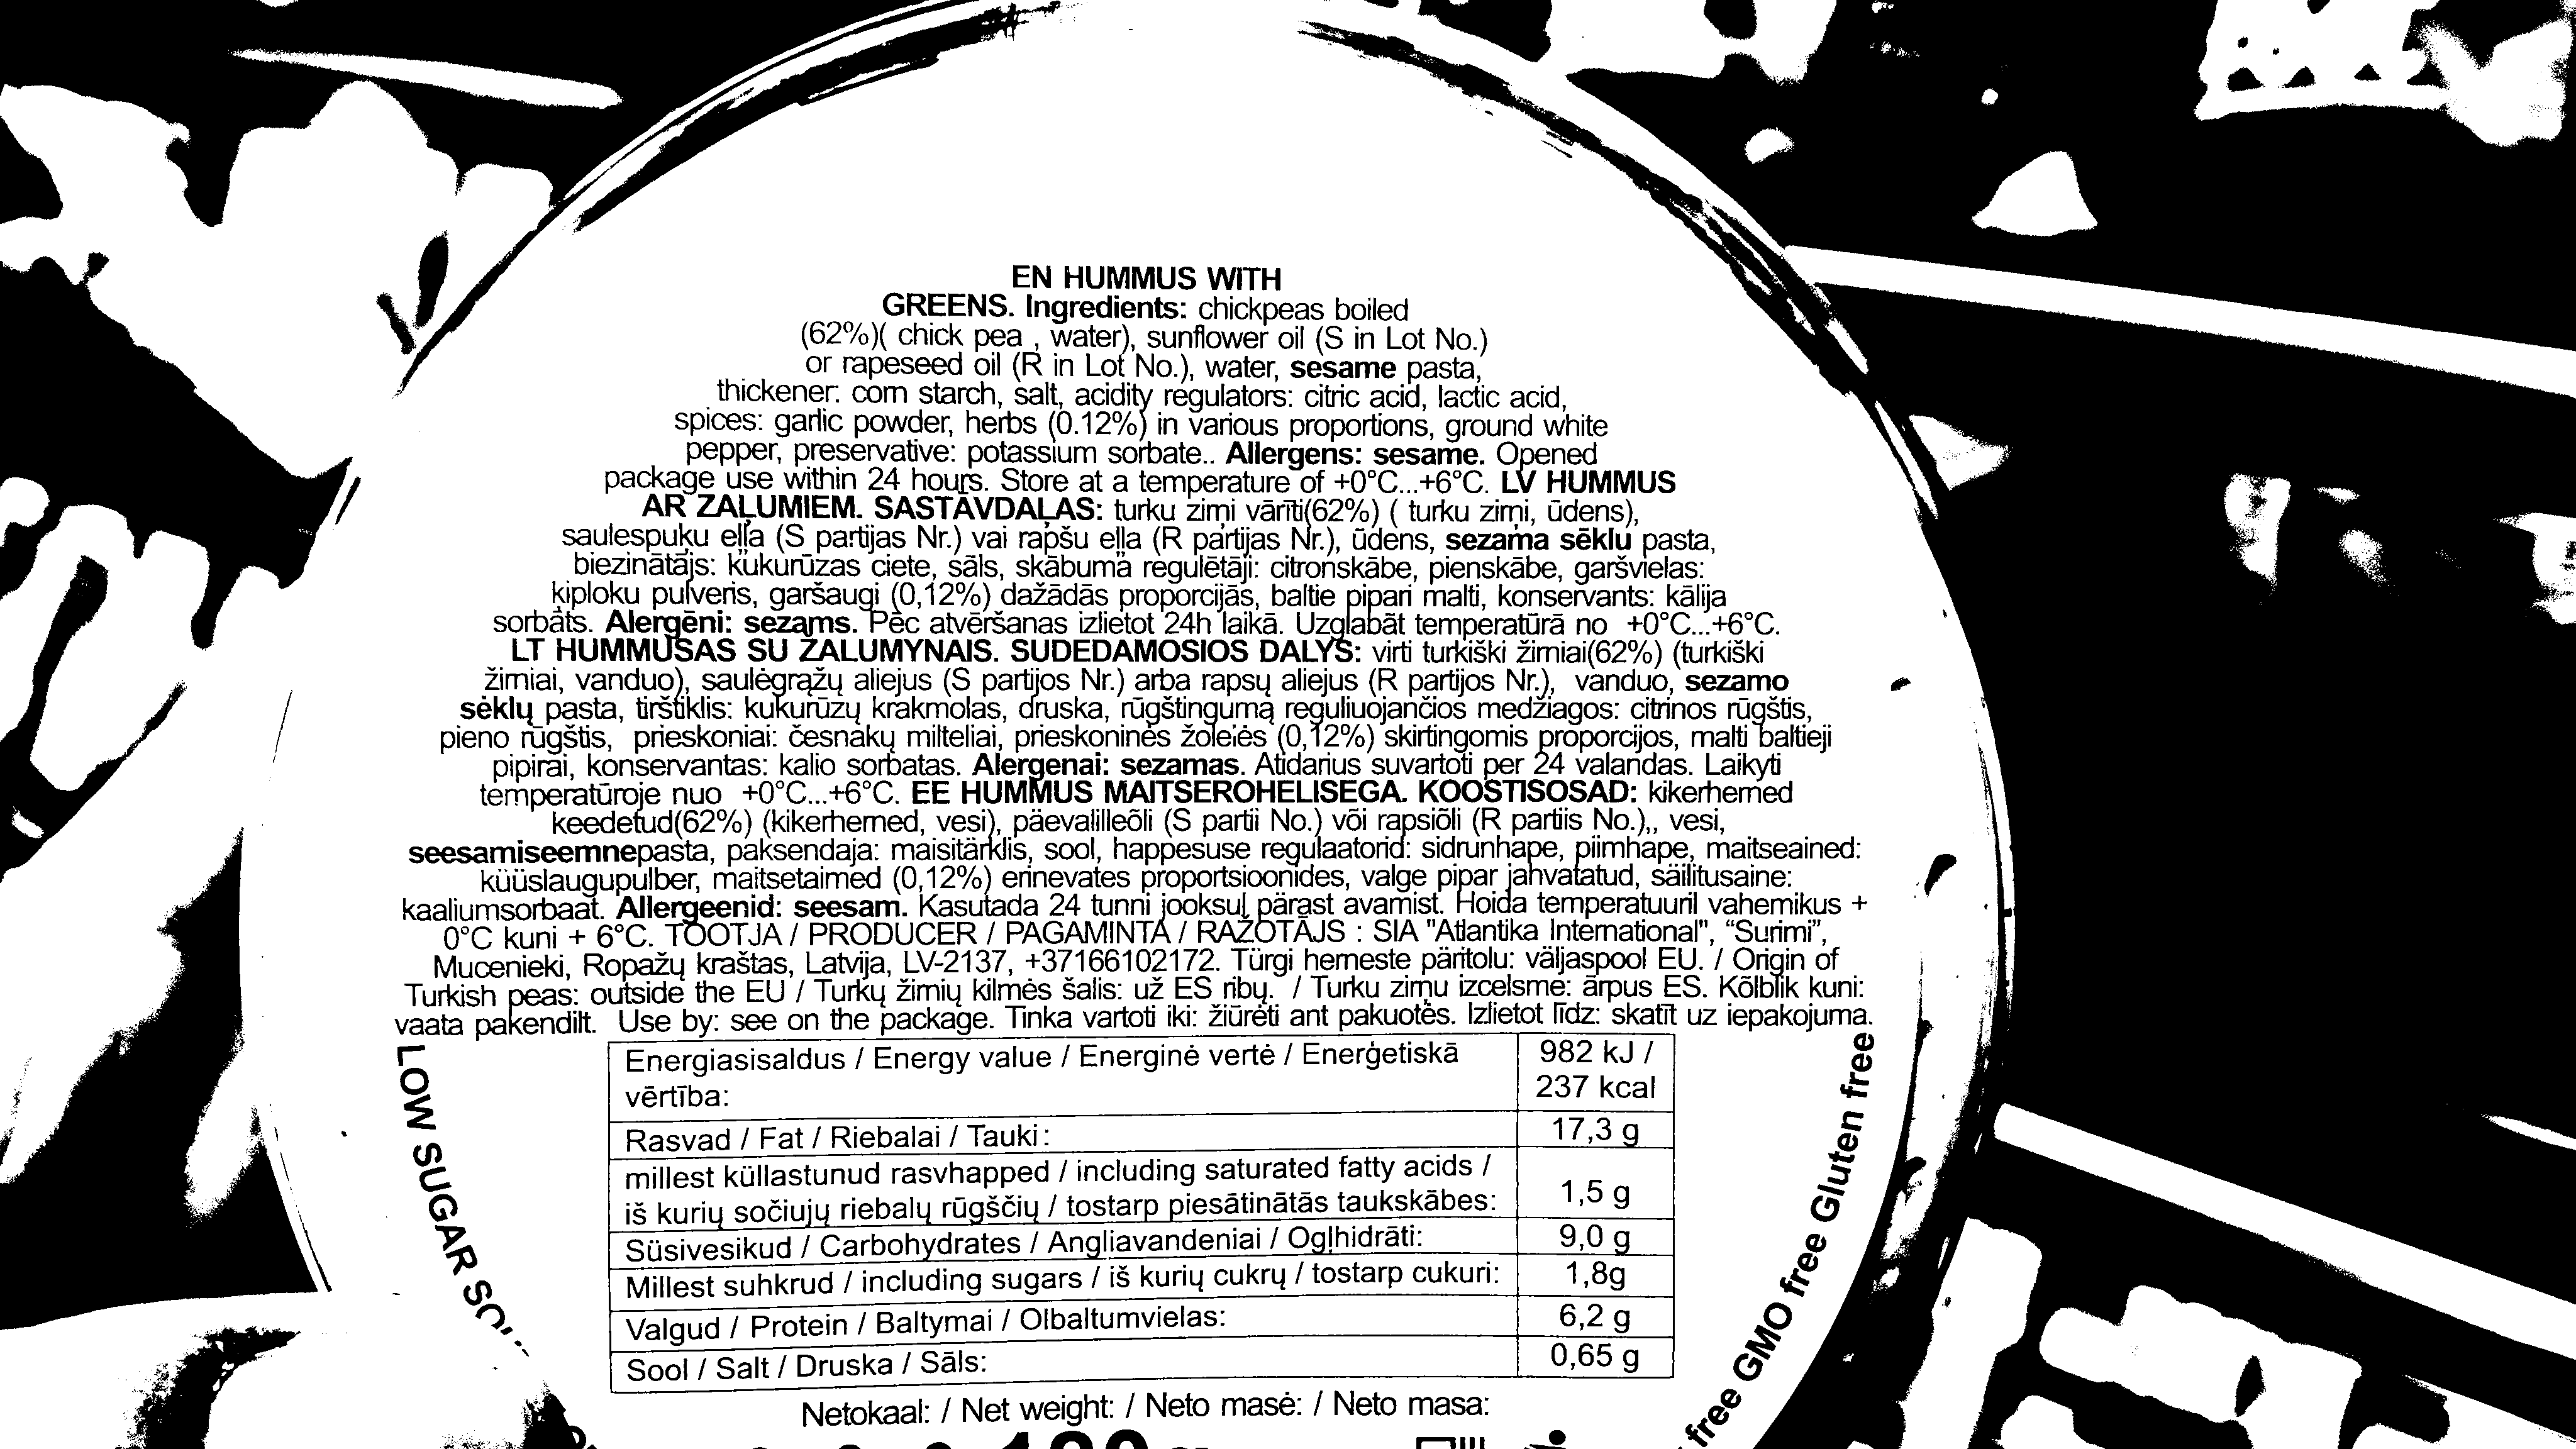 EN HUMMUS WITH
GREENS. Ingredients: chickpeas boiled
(62%)( chick pea , water), sunflower oil (S in Lot No.)
or rapeseed oil (R in Lot No.), water, sesame pasta,
thickener: corn starch, salt, acidity regulators: citric acid, lactic acid,
spices: garlic powder, herbs (0.12%) in various proportions, ground white
pepper, preservative: potassium sorbate.. Allergens: sesame. Opened
package use within 24 hours. Store at a temperature of +0°C...+6°C. LV HUMMUS
AR ZAĻUMIEM. SASTĀVDAĻAS: turku zirņi vārīti(62%) ( turku zirņi, ūdens),
saulespuķu eļļa (S partijas Nr.) vai rapšu eļļa (R partijas Nr.), ūdens, sezama sēklu pasta,
biezinātājs: kukurūzas ciete, sāls, skābuma regulētāji: citronskābe, pienskābe, garšvielas:
ķiploku pulveris, garšaugi (0,12%) dažādās proporcijās, baltie pipari malti, konservants: kālija
sorbāts. Alergēni: sezams. Pēc atvēršanas izlietot 24h laikā. Uzglabāt temperatūrā no +0°C...+6°C.
LT HUMMUSAS SU ŽALUMYNAIS. SUDEDAMOSIOS DALYS: virti turkiški žirniai(62%) (turkiški
žirniai, vanduo), saulėgrąžų aliejus (S partijos Nr.) arba rapsų aliejus (R partijos Nr.), vanduo, sezamo
sėklų pasta, tirštiklis: kukurūzų krakmolas, druska, rūgštingumą reguliuojančios medžiagos: citrinos rūgštis,
pieno rūgštis, prieskoniai: česnakų milteliai, prieskoninės žolelės (0,12%) skirtingomis proporcijos, malti baltieji
pipirai, konservantas: kalio sorbatas. Alergenai: sezamas. Atidarius suvartoti per 24 valandas. Laikyti
temperatūroje nuo +0°C...+6°C. EE HUMMUS MAITSEROHELISEGA. KOOSTISOSAD: kikerherned
keedetud(62%) (kikerherned, vesi), päevalilleõli (S partii No.) või rapsiõli (R partiis No.),, vesi,
seesamiseemnepasta, paksendaja: maisitärklis, sool, happesuse regulaatorid: sidrunhape, piimhape, maitseained:
küüslaugupulber, maitsetaimed (0,12%) erinevates proportsioonides, valge pipar jahvatatud, säilitusaine:
kaaliumsorbaat. Allergeenid: seesam. Kasutada 24 tunni jooksul pärast avamist. Hoida temperatuuril vahemikus +
0°C kuni + 6°C. TOOTJA / PRODUCER / PAGAMINTA / RAŽOTĀJS : SIA "Atlantika International", “Surimi”,
Mucenieki, Ropažų kraštas, Latvija, LV-2137, +37166102172. Türgi herneste päritolu: väljaspool EU. / Origin of
Turkish peas: outside the EU / Turkų žirnių kilmės šalis: už ES ribų. / Turku zirņu izcelsme: ārpus ES. Kõlblik kuni:
vaata pakendilt. Use by: see on the package. Tinka vartoti iki: žiūrėti ant pakuotės. Izlietot līdz: skatīt uz iepakojuma.
Energiasisaldus / Energy value / Energinė vertė / Enerģetiskā
vērtība:
982 kJ /
237 kcal
Rasvad / Fat / Riebalai / Tauki: 17,3 g
millest küllastunud rasvhapped / including saturated fatty acids /
iš kurių sočiųjų riebalų rūgščių / tostarp piesātinātās taukskābes: 1,5 g
Süsivesikud / Carbohydrates / Angliavandeniai / Ogļhidrāti: 9,0 g
Millest suhkrud / including sugars / iš kurių cukrų / tostarp cukuri: 1,8g
Valgud / Protein / Baltymai / Olbaltumvielas: 6,2 g
Sool / Salt / Druska / Sāls: 0,65 g
Netokaal: / Net weight: / Neto masė: / Neto masa:
LOW SUGAR
free GMO free Gluten free